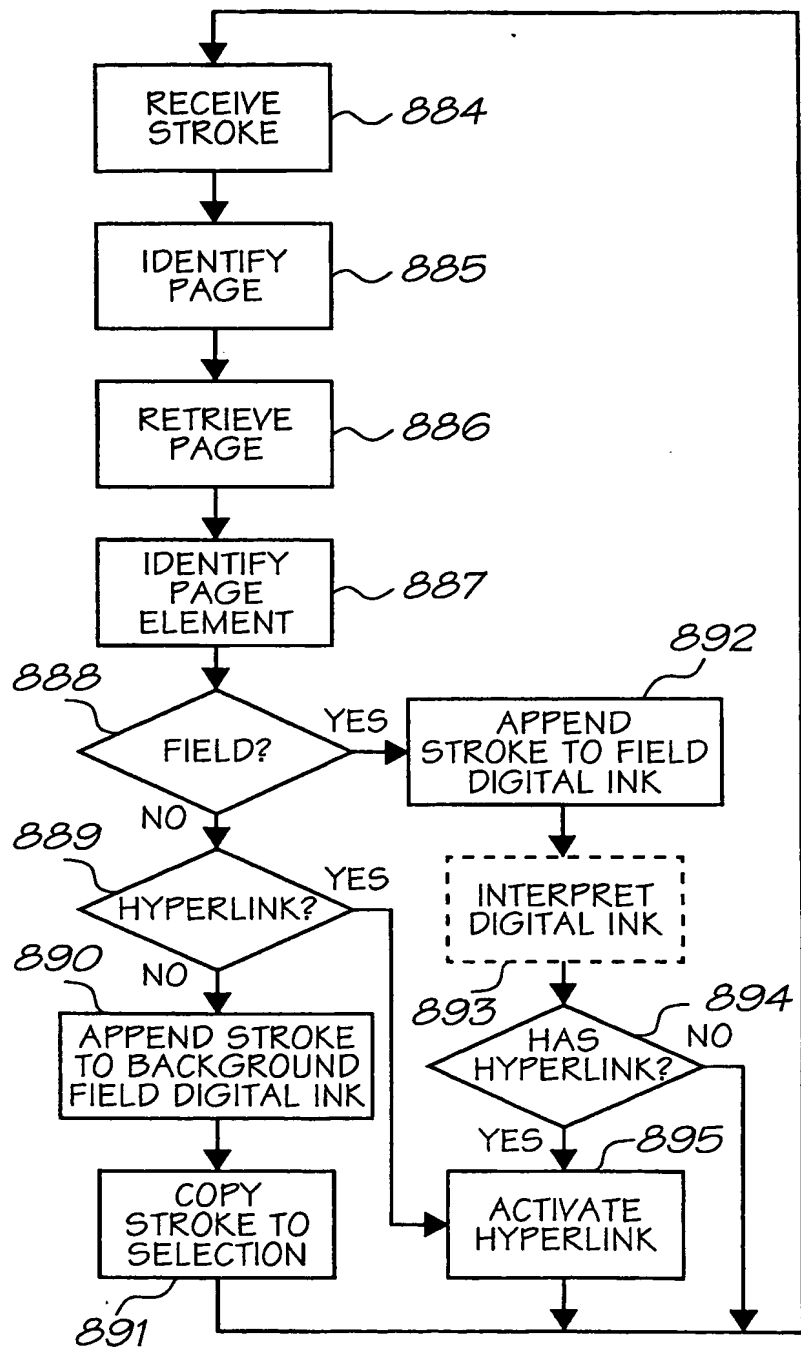 RECEIVE
STROKE
884
IDENTIFY
PAGE
885
RETRIEVE
PAGE
886
IDENTIFY
PAGE
ELEMENT
887
888
FIELD?
YES
NO
892
APPEND
STROKE TO FIELD
DIGITAL INK
889
HYPERLINK?
YES
NO
INTERPRET
DIGITAL INK
893
890
APPEND STROKE
TO BACKGROUND
FIELD DIGITAL INK
894
HAS
HYPERLINK?
NO
YES
895
COPY
STROKE TO
SELECTION
891
ACTIVATE
HYPERLINK